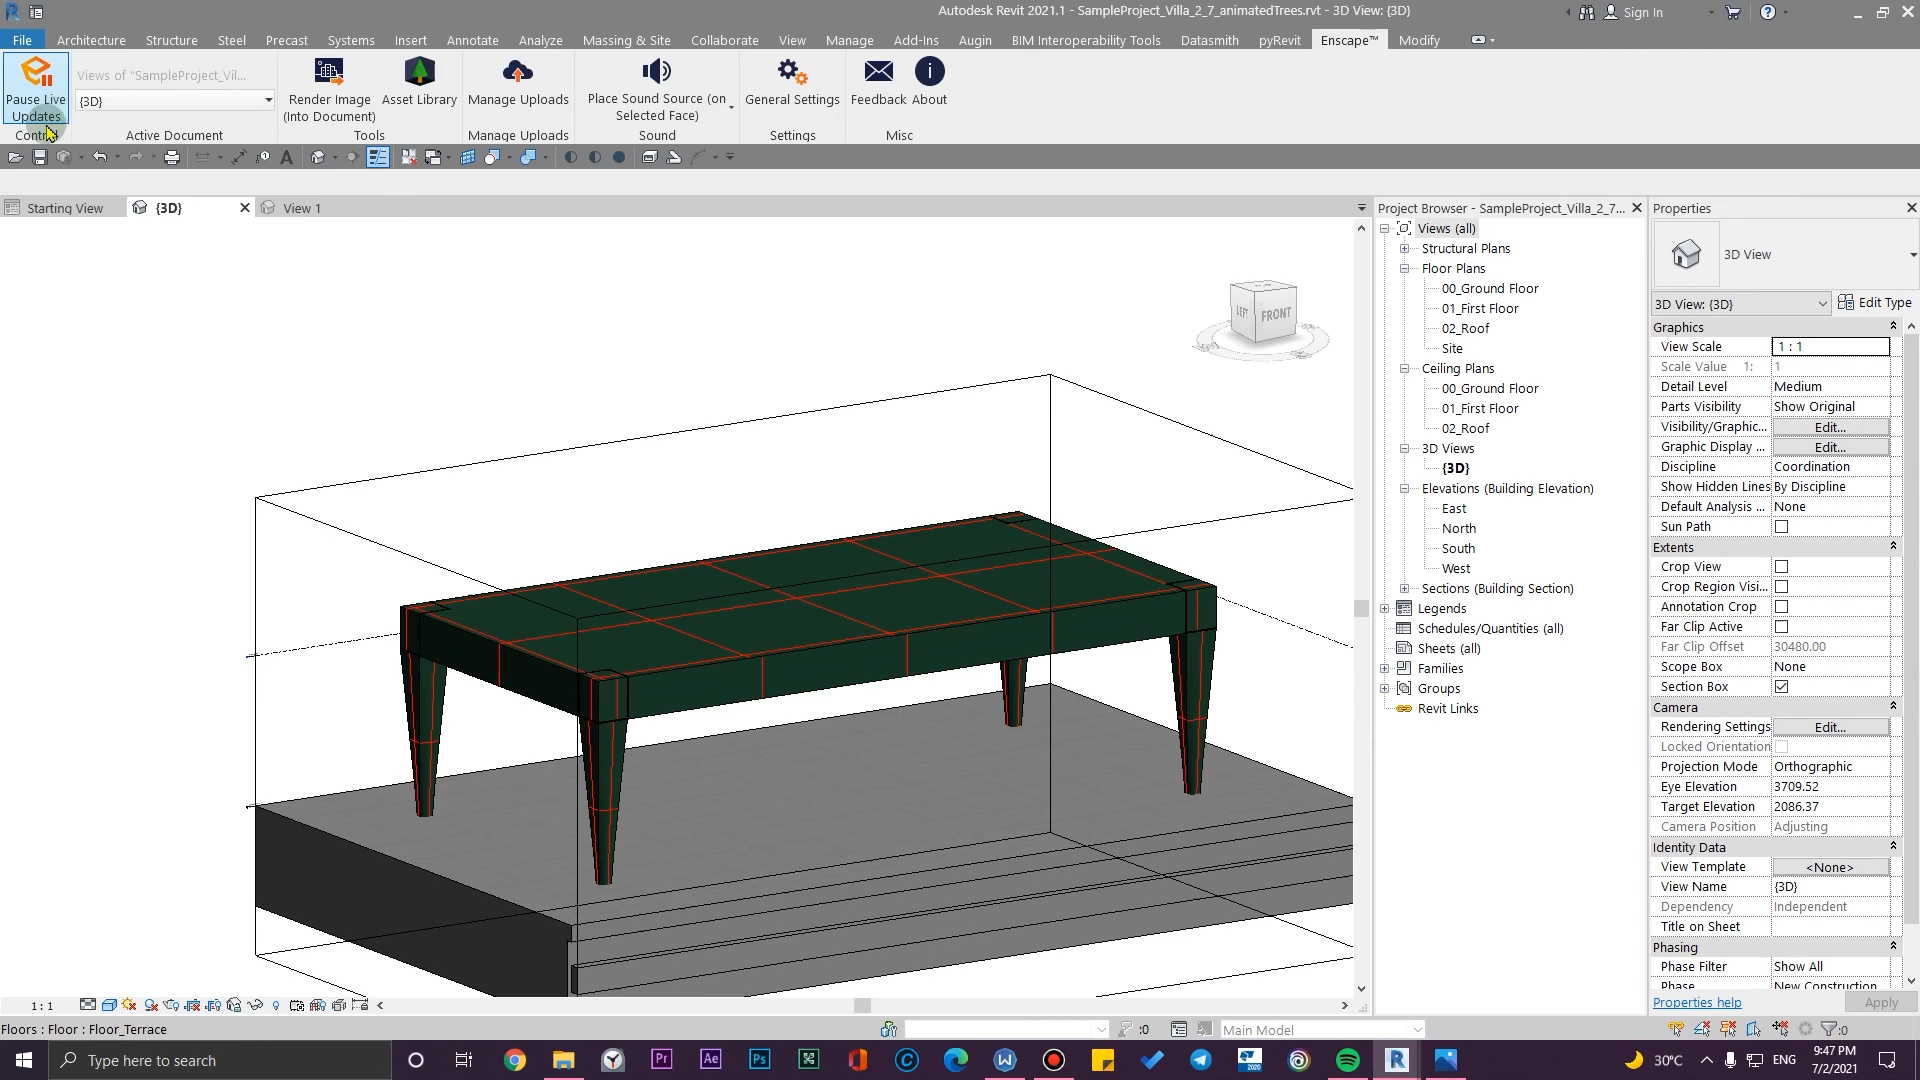 Autodesk Revit 2021.1 - SampleProject_Villa_2_7_animatedTrees.rvt - 3D View: {3D}
Sign In
File
Architecture
Structure
Steel
Precast
Systems
Insert
Annotate
Analyze
Massing & Site
Collaborate
View
Manage
Add-Ins
Augin
BIM Interoperability Tools
Datasmith
pyRevit
Enscape™
Modify
Pause Live
Updates
Views of "SampleProject_Vil...
{3D}
Render Image
(Into Document)
Asset Library
Manage Uploads
Place Sound Source (on
Selected Face)
General Settings
Feedback
About
Control
Active Document
Tools
Manage Uploads
Sound
Settings
Misc
Starting View
{3D}
View 1
LEFT
FRONT
Project Browser - SampleProject_Villa_2_7...
Views (all)
Structural Plans
Floor Plans
00_Ground Floor
01_First Floor
02_Roof
Site
Ceiling Plans
00_Ground Floor
01_First Floor
02_Roof
3D Views
{3D}
Elevations (Building Elevation)
East
North
South
West
Sections (Building Section)
Legends
Schedules/Quantities (all)
Sheets (all)
Families
Groups
Revit Links
Properties
3D View
3D View: {3D}
Edit Type
Graphics
View Scale 1 : 1
Scale Value 1: 1
Detail Level Medium
Parts Visibility Show Original
Visibility/Graphic... Edit...
Graphic Display ... Edit...
Discipline Coordination
Show Hidden Lines By Discipline
Default Analysis ... None
Sun Path
Extents
Crop View
Crop Region Visi...
Annotation Crop
Far Clip Active
Far Clip Offset 30480.00
Scope Box None
Section Box
Camera
Rendering Settings Edit...
Locked Orientation
Projection Mode Orthographic
Eye Elevation 3709.52
Target Elevation 2086.37
Camera Position Adjusting
Identity Data
View Template <None>
View Name {3D}
Dependency Independent
Title on Sheet
Phasing
Phase Filter Show All
Phase New Construction
Properties help
Apply
1 : 1
Floors : Floor : Floor_Terrace
:0
Main Model
:0
Type here to search
Pr
Ae
Ps
2020
R
30°C
ENG
9:47 PM
7/2/2021